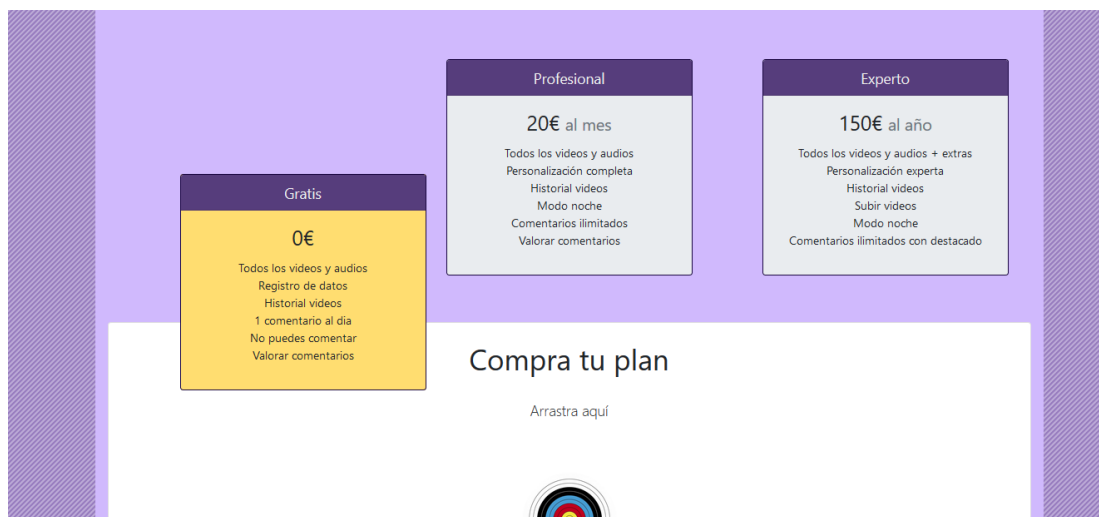 Profesional
20€ al mes
Todos los videos y audios
Personalización completa
Historial videos
Modo noche
Comentarios ilimitados
Valorar comentarios
Experto
150€ al año
Todos los videos y audios + extras
Personalización experta
Historial videos
Subir videos
Modo noche
Comentarios ilimitados con destacado
Gratis
0€
Todos los videos y audios
Registro de datos
Historial videos
1 comentario al dia
No puedes comentar
Valorar comentarios
Compra tu plan
Arrastra aquí